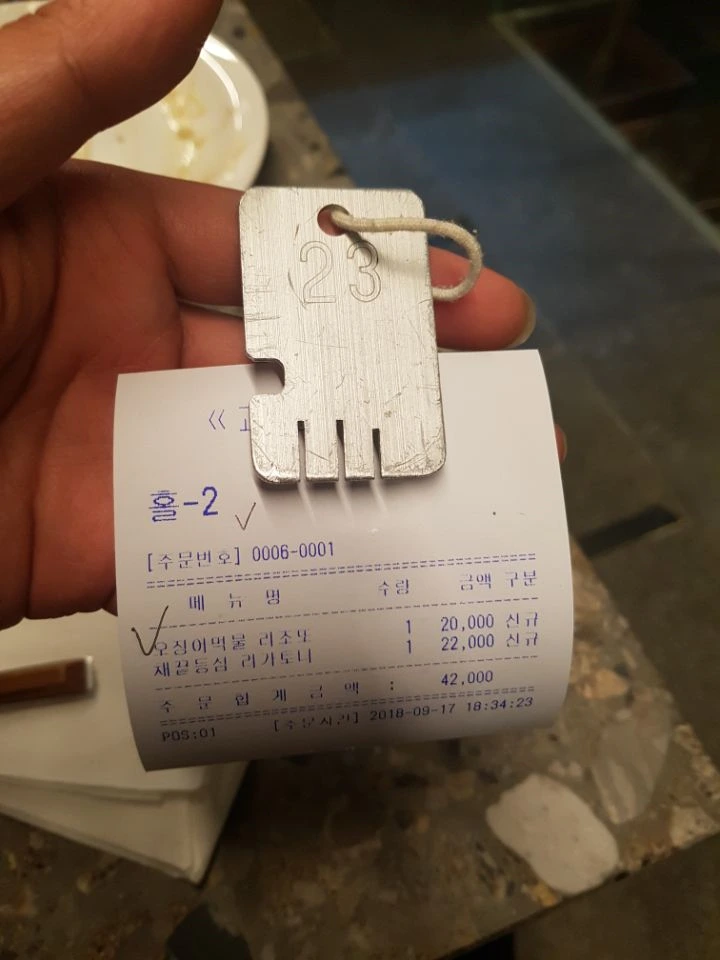 23
<<
홀-2
[주문번호] 0006-0001
메 뉴 명 수량 금액 구분
오징어먹물 리소또 1 20,000 신규
채끝등심 리가토니 1 22,000 신규
주 문 합 계 금 액 : 42,000
POS:01 [주문시간] 2018-09-17 18:34:23